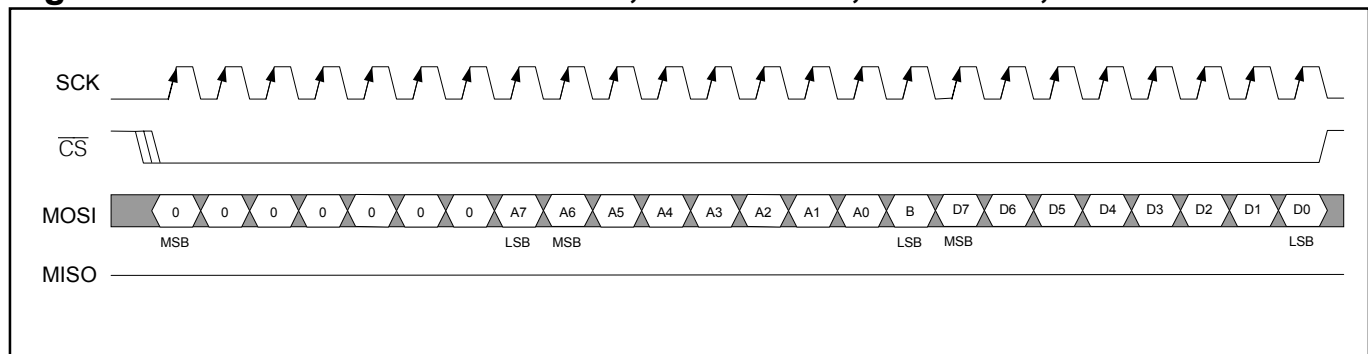 SCK
CS
MOSI 0 0 0 0 0 0 0 A7 A6 A5 A4 A3 A2 A1 A0 B D7 D6 D5 D4 D3 D2 D1 D0
MSB LSB MSB LSB MSB LSB
MISO